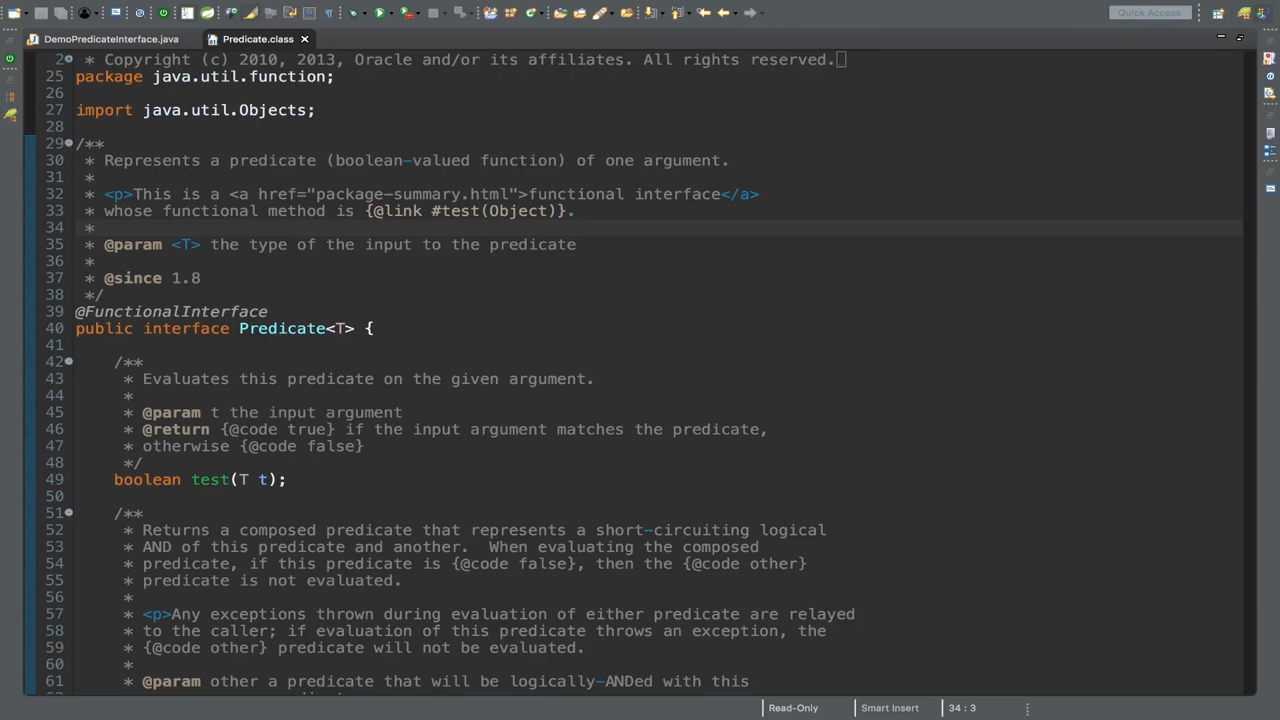 Quick Access
DemoPredicateInterface.java
Predicate.class
2 * Copyright (c) 2010, 2013, Oracle and/or its affiliates. All rights reserved.
25 package java.util.function;
26
27 import java.util.Objects;
28
29 /**
30 * Represents a predicate (boolean-valued function) of one argument.
31 *
32 * <p>This is a <a href="package-summary.html">functional interface</a>
33 * whose functional method is {@link #test(Object)}.
34 *
35 * @param <T> the type of the input to the predicate
36 *
37 * @since 1.8
38 */
39 @FunctionalInterface
40 public interface Predicate<T> {
41
42 /**
43 * Evaluates this predicate on the given argument.
44 *
45 * @param t the input argument
46 * @return {@code true} if the input argument matches the predicate,
47 * otherwise {@code false}
48 */
49 boolean test(T t);
50
51 /**
52 * Returns a composed predicate that represents a short-circuiting logical
53 * AND of this predicate and another.  When evaluating the composed
54 * predicate, if this predicate is {@code false}, then the {@code other}
55 * predicate is not evaluated.
56 *
57 * <p>Any exceptions thrown during evaluation of either predicate are relayed
58 * to the caller; if evaluation of this predicate throws an exception, the
59 * {@code other} predicate will not be evaluated.
60 *
61 * @param other a predicate that will be logically-ANDed with this
Read-Only
Smart Insert
34 : 3